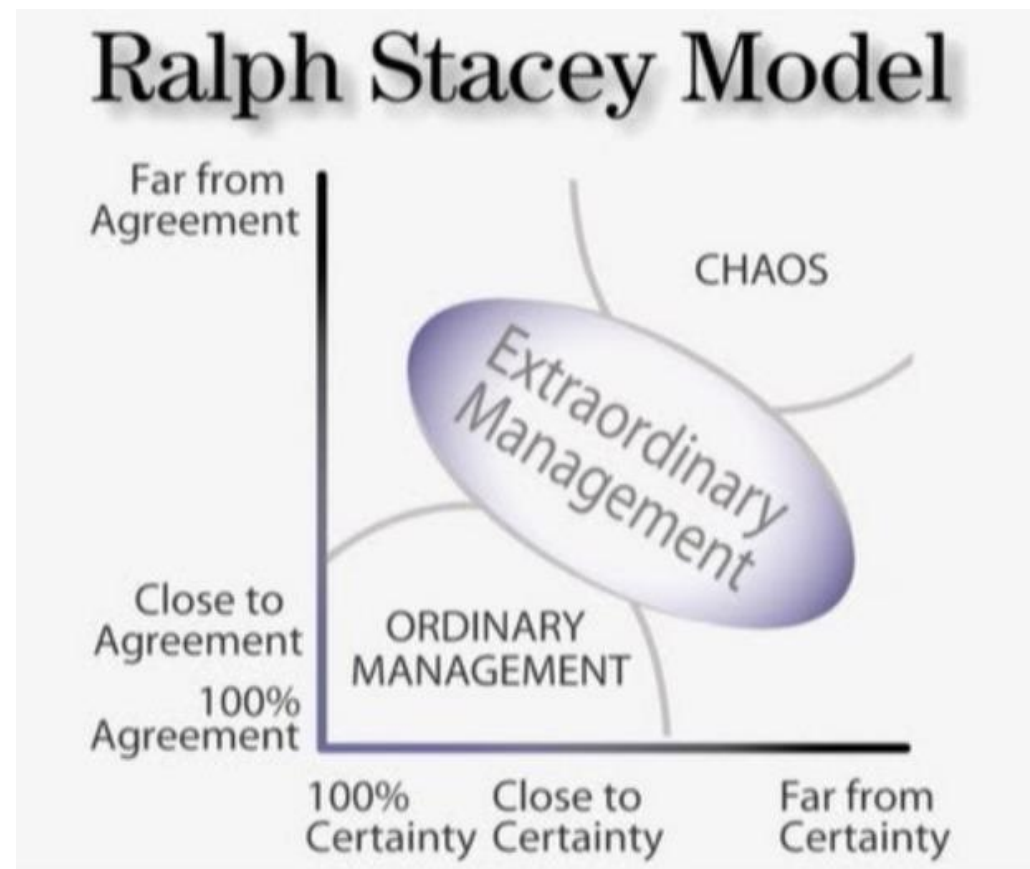 Ralph Stacey Model
Far from
Agreement
CHAOS
Extraordinary
Management
Close to
Agreement
ORDINARY
MANAGEMENT
100%
Agreement
100%
Certainty
Close to
Certainty
Far from
Certainty